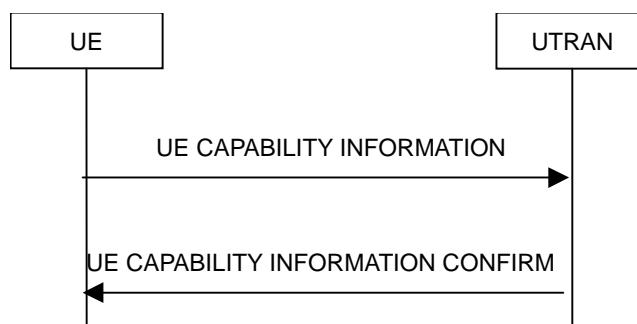 UE
UTRAN
UE CAPABILITY INFORMATION
UE CAPABILITY INFORMATION CONFIRM